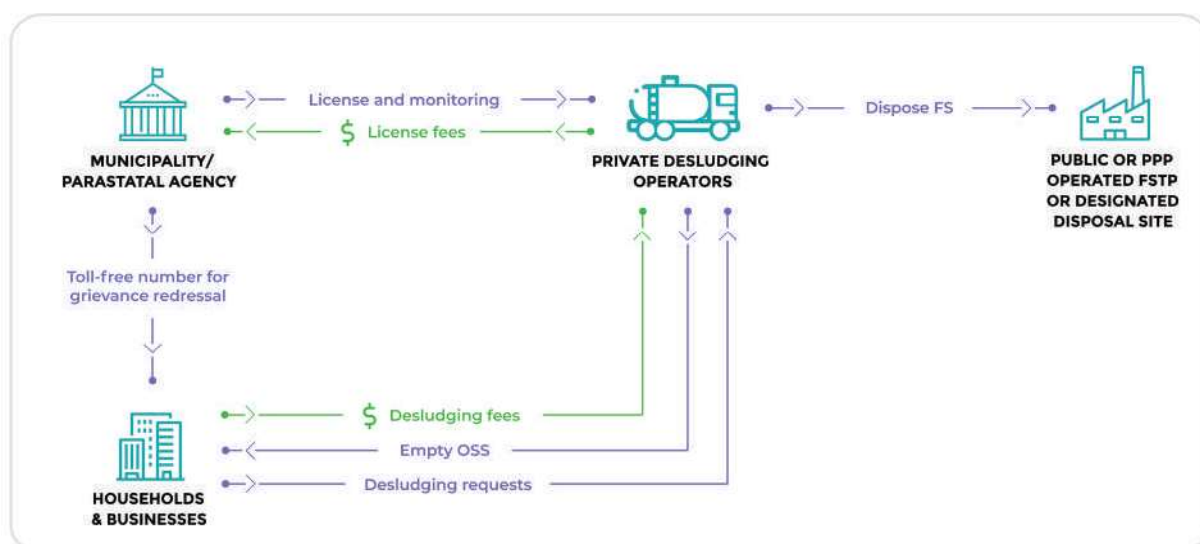 License and monitoring
$ License fees
Dispose FS
MUNICIPALITY/
PARASTATAL AGENCY
PRIVATE DESLUDGING
OPERATORS
PUBLIC OR PPP
OPERATED FSTP
OR DESIGNATED
DISPOSAL SITE
Toll-free number for
grievance redressal
$ Desludging fees
Empty OSS
Desludging requests
HOUSEHOLDS
& BUSINESSES